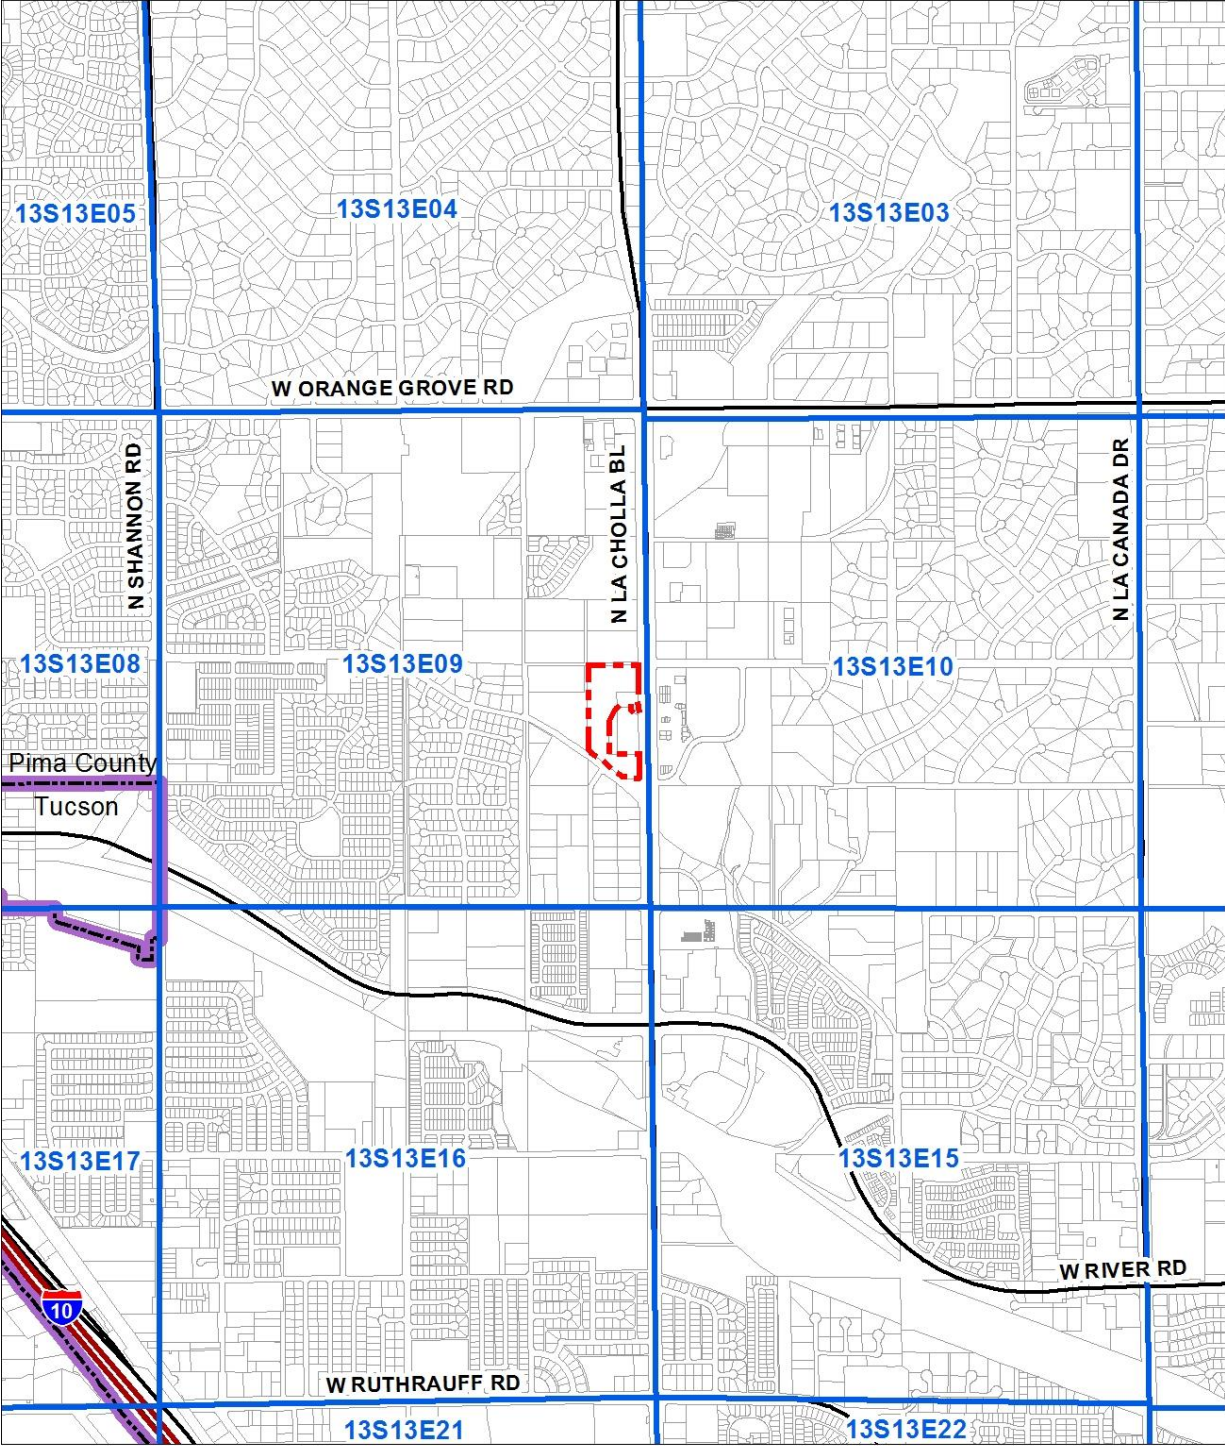 13S13E05
13S13E04
13S13E03
W ORANGE GROVE RD
N SHANNON RD
N LA CHOLLA BL
N LA CANADA DR
13S13E08
13S13E09
13S13E10
Pima County
Tucson
13S13E17
13S13E16
13S13E15
W RIVER RD
10
W RUTHRAUFF RD
13S13E21
13S13E22